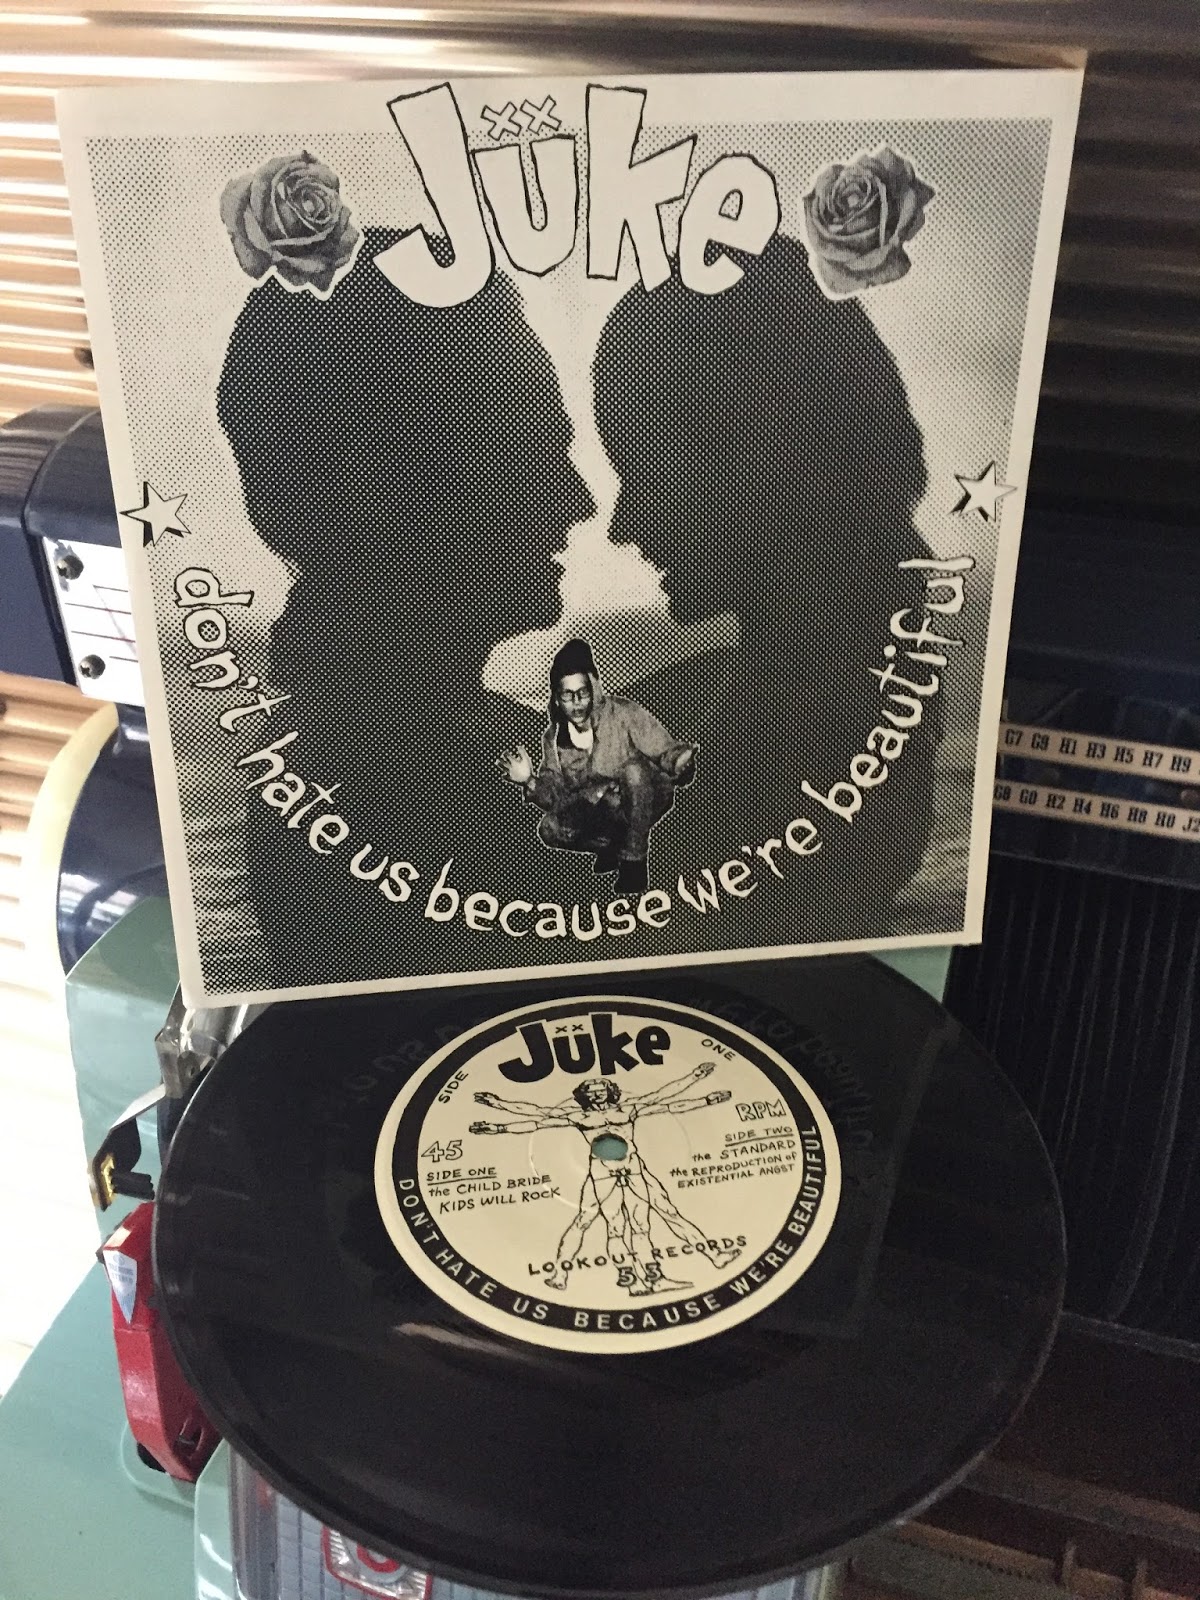 Jüke
xx
don't hate us because we're beautiful
G7 G9 H1 H3 H5 H7 H9
G8 G0 H2 H4 H6 H8 H0 J2
xx
Jüke
SIDE ONE
45
RPM
SIDE ONE
the CHILD BRIDE
KIDS WILL ROCK
SIDE TWO
the STANDARD
the REPRODUCTION of
EXISTENTIAL ANGST
LOOKOUT RECORDS
55
DON'T HATE US BECAUSE WE'RE BEAUTIFUL